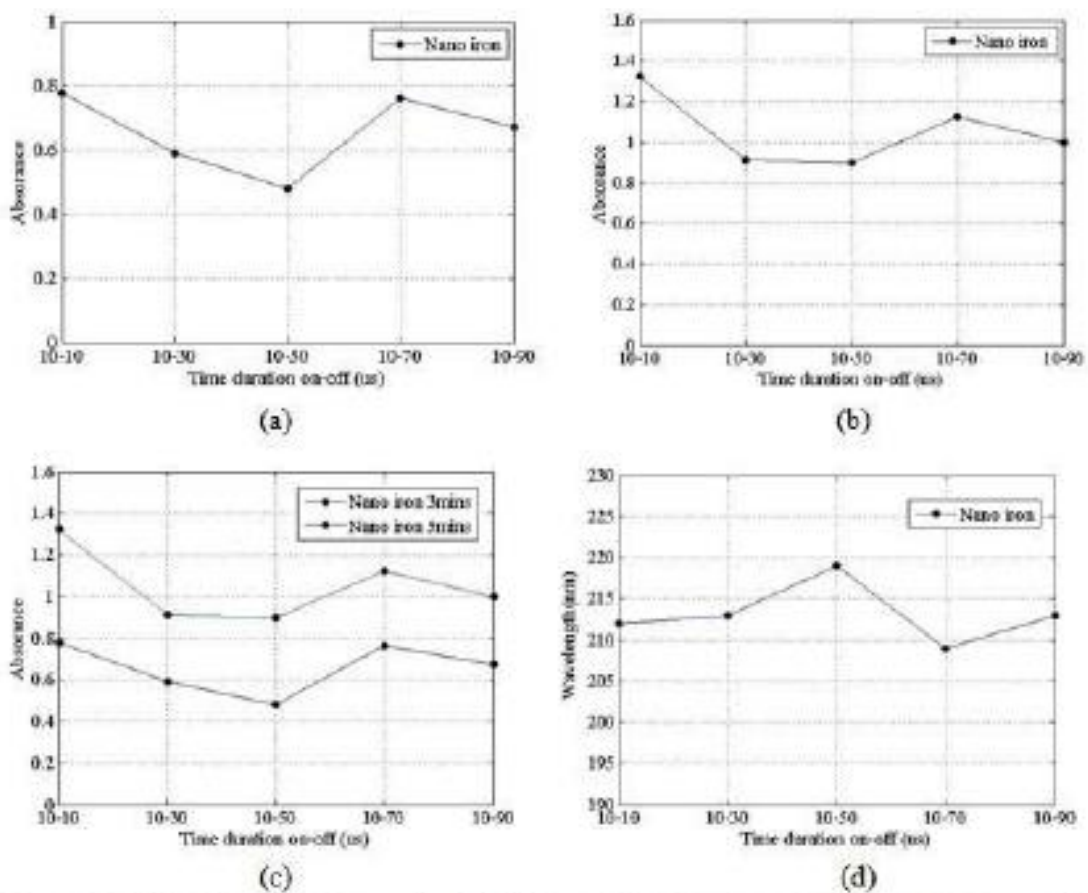 1
0.8
0.6
0.4
0.2
0
Absorance
Nano iron
10-10 10-30 10-50 10-70 10-90
Time duration on-off (us)
(a)
1.6
1.4
1.2
1
0.8
0.6
0.4
0.2
0
Absorance
Nano iron
10-10 10-30 10-50 10-70 10-90
Time duration on-off (us)
(b)
1.6
1.4
1.2
1
0.8
0.6
0.4
0.2
0
Absorance
Nano iron 3mins
Nano iron 5mins
10-10 10-30 10-50 10-70 10-90
Time duration on-off (us)
(c)
230
225
220
215
210
205
200
195
190
Wavelength(nm)
Nano iron
10-10 10-30 10-50 10-70 10-90
Time duration on-off (us)
(d)